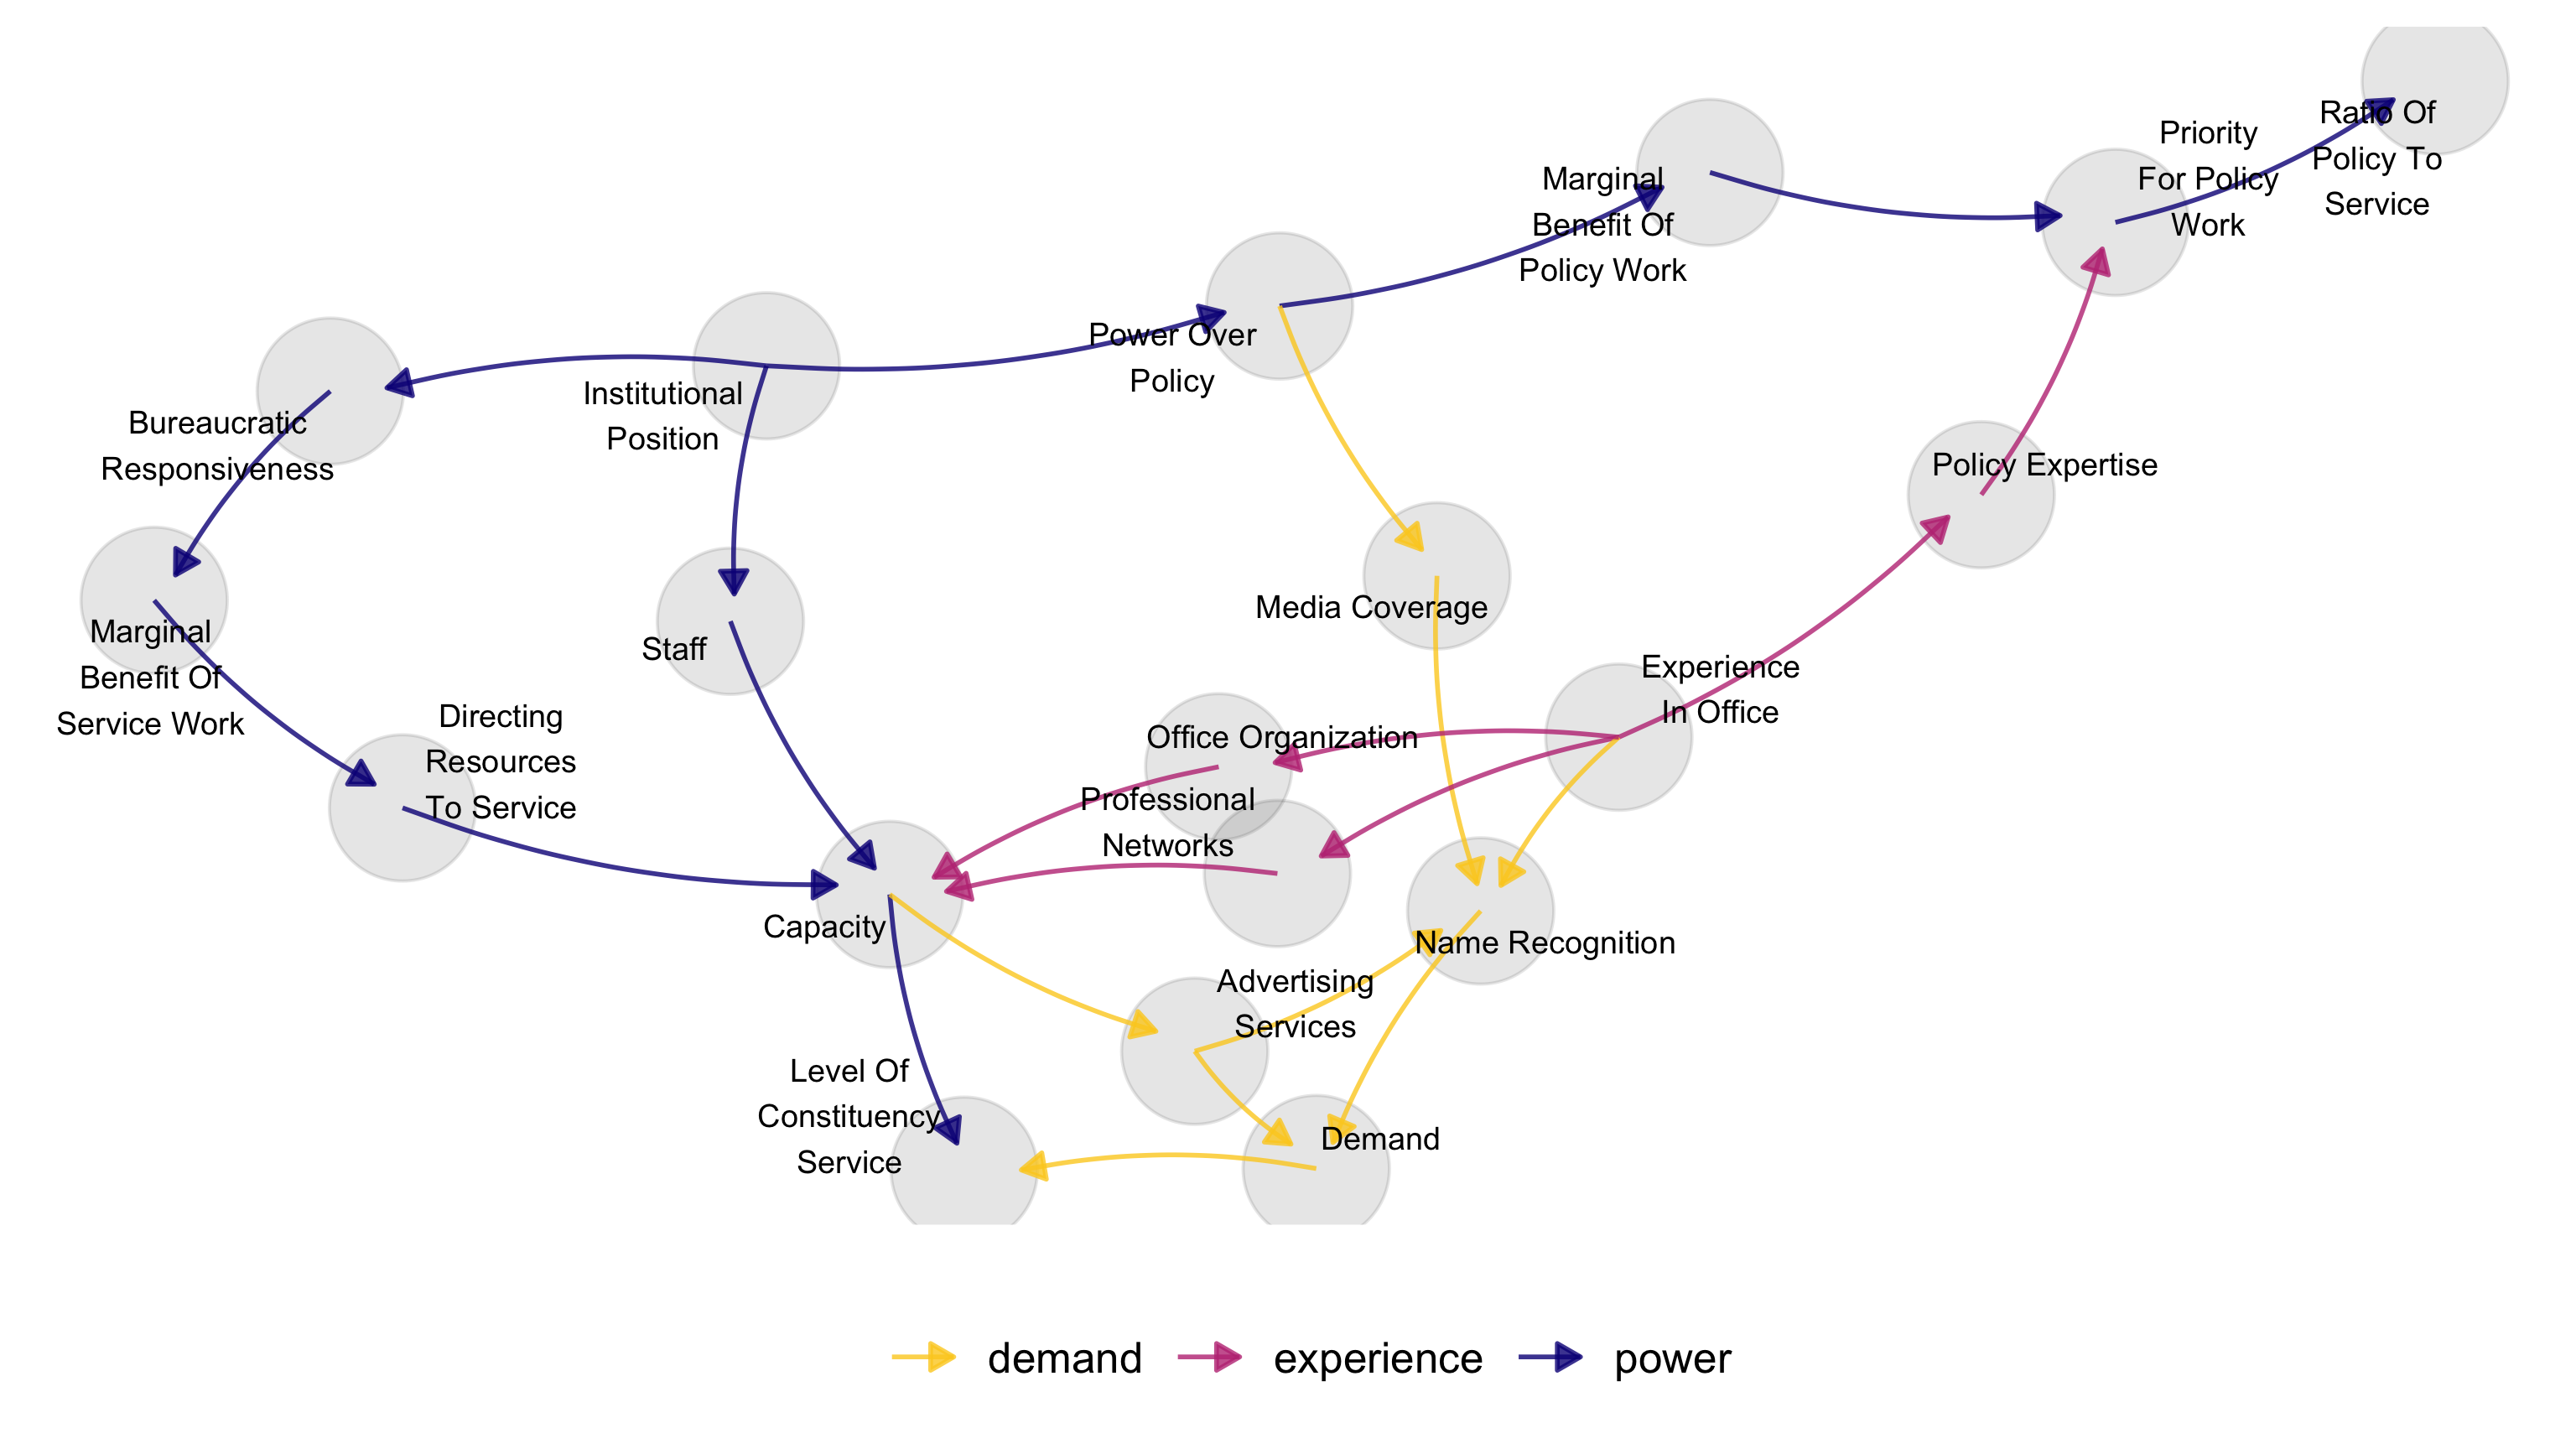 Ratio Of
Policy To
Service
Priority
For Policy
Work
Marginal
Benefit Of
Policy Work
Power Over
Policy
Institutional
Position
Bureaucratic
Responsiveness
Policy Expertise
Media Coverage
Marginal
Benefit Of
Service Work
Staff
Experience
In Office
Directing
Resources
To Service
Office Organization
Professional
Networks
Capacity
Name Recognition
Advertising
Services
Level Of
Constituency
Service
Demand
demand
experience
power